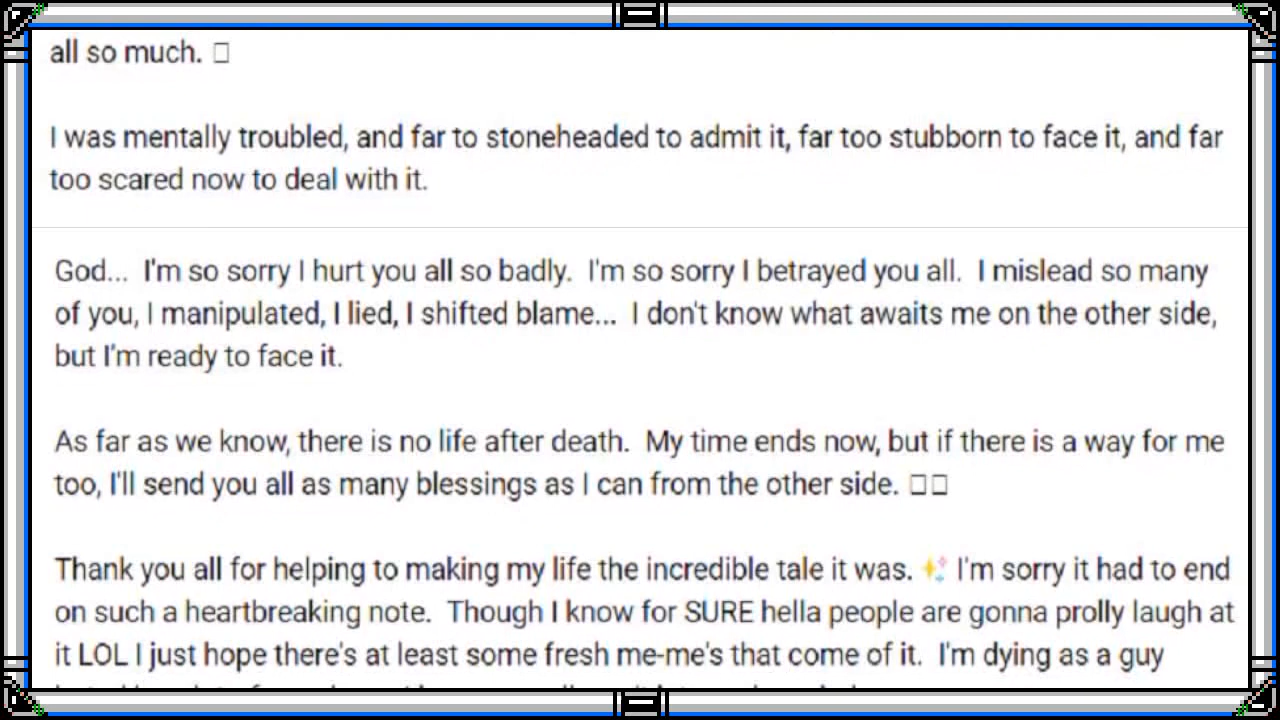 all so much. □
I was mentally troubled, and far to stoneheaded to admit it, far too stubborn to face it, and far
too scared now to deal with it.
God... I'm so sorry I hurt you all so badly. I'm so sorry I betrayed you all. I mislead so many
of you, I manipulated, I lied, I shifted blame... I don't know what awaits me on the other side,
but I'm ready to face it.
As far as we know, there is no life after death. My time ends now, but if there is a way for me
too, I'll send you all as many blessings as I can from the other side. □□
Thank you all for helping to making my life the incredible tale it was. ✨ I'm sorry it had to end
on such a heartbreaking note. Though I know for SURE hella people are gonna prolly laugh at
it LOL I just hope there's at least some fresh me-me's that come of it. I'm dying as a guy